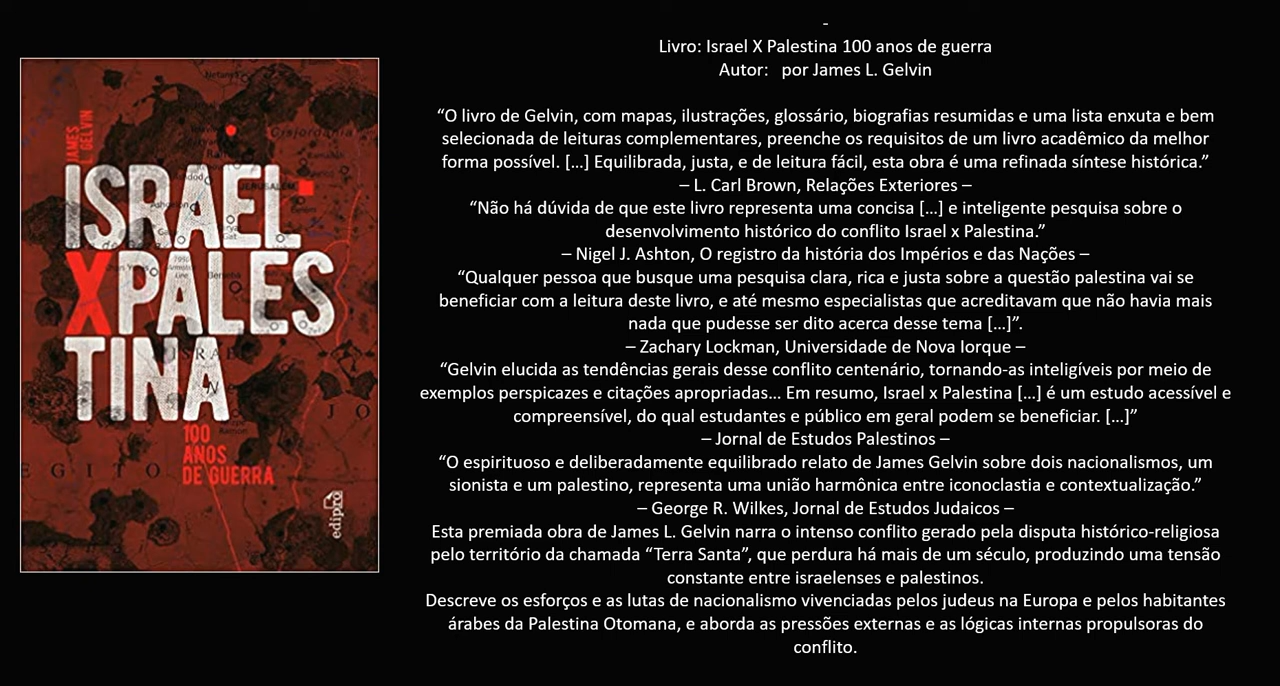 JAMES
L. GELVIN
ISRAEL
XPALES
TINA
100
ANOS
DE GUERRA
EGITO
ISRAEL
JERUSALEM
Cisjordania
edipro
-
Livro: Israel X Palestina 100 anos de guerra
Autor:   por James L. Gelvin
“O livro de Gelvin, com mapas, ilustrações, glossário, biografias resumidas e uma lista enxuta e bem
selecionada de leituras complementares, preenche os requisitos de um livro acadêmico da melhor
forma possível. [...] Equilibrada, justa, e de leitura fácil, esta obra é uma refinada síntese histórica.”
– L. Carl Brown, Relações Exteriores –
“Não há dúvida de que este livro representa uma concisa [...] e inteligente pesquisa sobre o
desenvolvimento histórico do conflito Israel x Palestina.”
– Nigel J. Ashton, O registro da história dos Impérios e das Nações –
“Qualquer pessoa que busque uma pesquisa clara, rica e justa sobre a questão palestina vai se
beneficiar com a leitura deste livro, e até mesmo especialistas que acreditavam que não havia mais
nada que pudesse ser dito acerca desse tema [...]”.
– Zachary Lockman, Universidade de Nova Iorque –
“Gelvin elucida as tendências gerais desse conflito centenário, tornando-as inteligíveis por meio de
exemplos perspicazes e citações apropriadas... Em resumo, Israel x Palestina [...] é um estudo acessível e
compreensível, do qual estudantes e público em geral podem se beneficiar. [...]”
– Jornal de Estudos Palestinos –
“O espirituoso e deliberadamente equilibrado relato de James Gelvin sobre dois nacionalismos, um
sionista e um palestino, representa uma união harmônica entre iconoclastia e contextualização.”
– George R. Wilkes, Jornal de Estudos Judaicos –
Esta premiada obra de James L. Gelvin narra o intenso conflito gerado pela disputa histórico-religiosa
pelo território da chamada “Terra Santa”, que perdura há mais de um século, produzindo uma tensão
constante entre israelenses e palestinos.
Descreve os esforços e as lutas de nacionalismo vivenciadas pelos judeus na Europa e pelos habitantes
árabes da Palestina Otomana, e aborda as pressões externas e as lógicas internas propulsoras do
conflito.